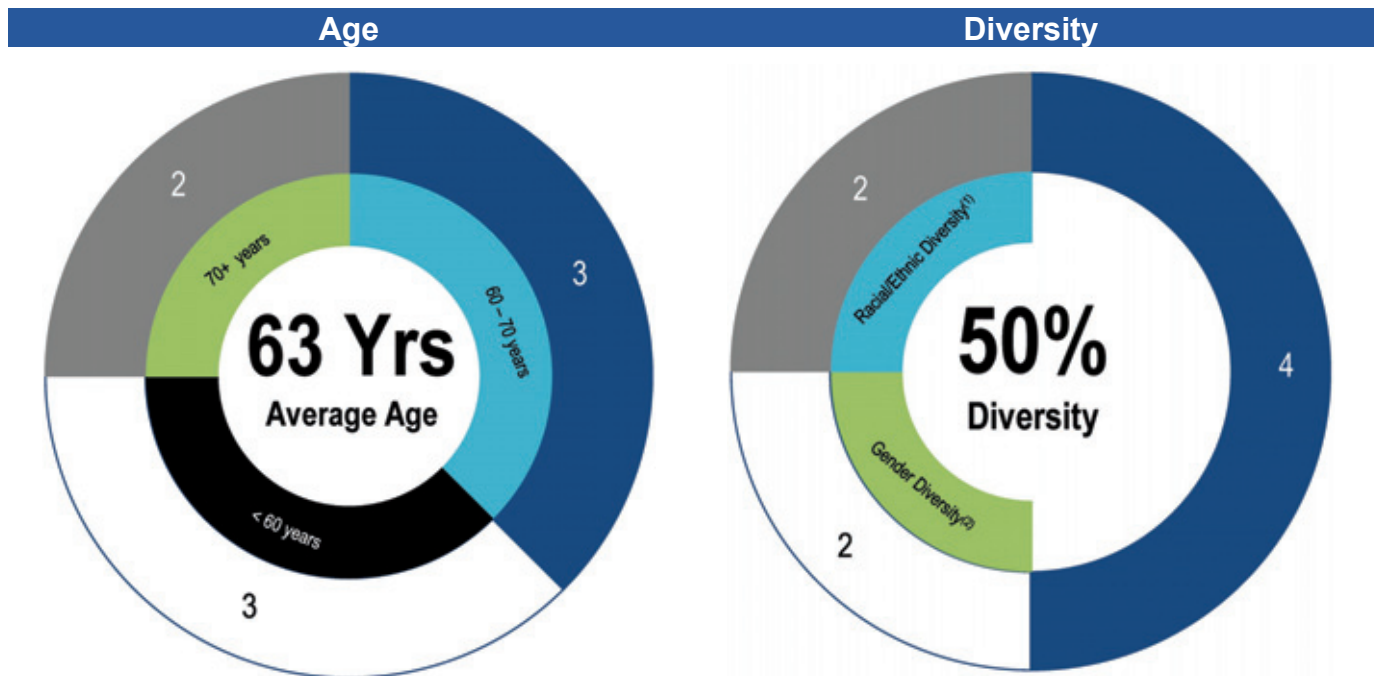 Age
2
70+ years
3
60 – 70 years
63 Yrs
Average Age
< 60 years
3
Diversity
2
Racial/Ethnic Diversity(1)
50%
Diversity
4
Gender Diversity(2)
2